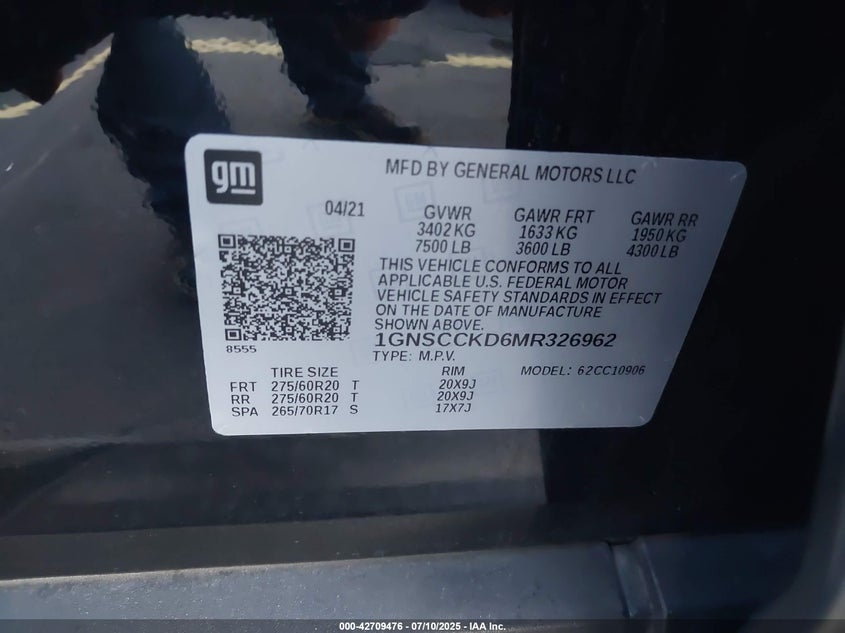 gm
MFD BY GENERAL MOTORS LLC
04/21
GVWR
3402 KG
7500 LB
GAWR FRT
1633 KG
3600 LB
GAWR RR
1950 KG
4300 LB
THIS VEHICLE CONFORMS TO ALL
APPLICABLE U.S. FEDERAL MOTOR
VEHICLE SAFETY STANDARDS IN EFFECT
ON THE DATE OF MANUFACTURE
SHOWN ABOVE.
8555
1GNSCCKD6MR326962
TYPE: M.P.V.
TIRE SIZE RIM MODEL: 62CC10906
FRT 275/60R20 T 20X9J
RR 275/60R20 T 20X9J
SPA 265/70R17 S 17X7J
000-42709476 - 07/10/2025 - IAA, Inc.